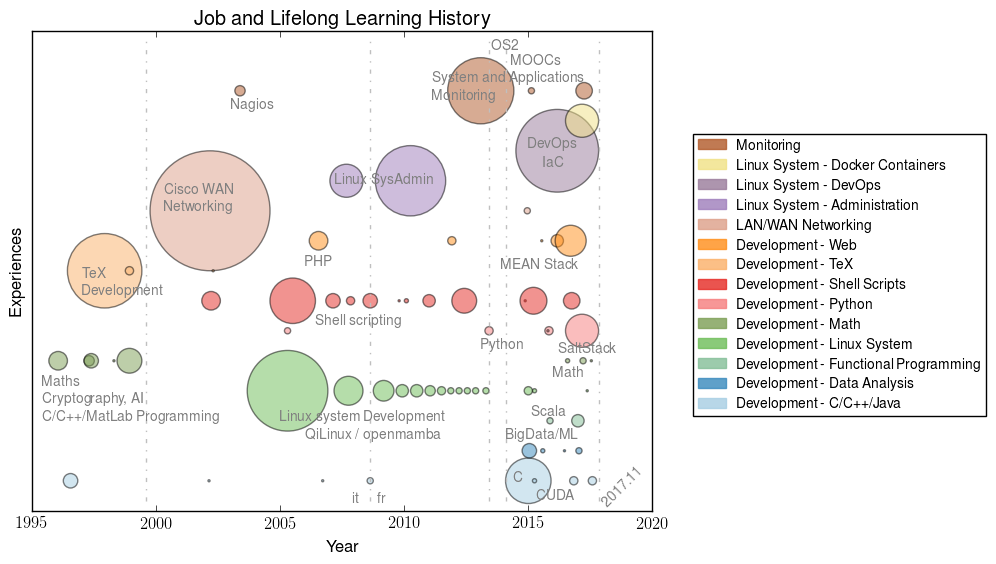 Job and Lifelong Learning History
OS2
MOOCs
System and Applications
Monitoring
Nagios
DevOps
IaC
Linux SysAdmin
Cisco WAN
Networking
PHP
MEAN Stack
TeX
Development
Shell scripting
Python
SaltStack
Math
Maths
Cryptography, AI
C/C++/MatLab Programming
Linux system Development
QiLinux / openmamba
Scala
BigData/ML
C
CUDA
it
fr
2017.11
Experiences
1995
2000
2005
2010
2015
2020
Year
Monitoring
Linux System - Docker Containers
Linux System - DevOps
Linux System - Administration
LAN/WAN Networking
Development - Web
Development - TeX
Development - Shell Scripts
Development - Python
Development - Math
Development - Linux System
Development - Functional Programming
Development - Data Analysis
Development - C/C++/Java